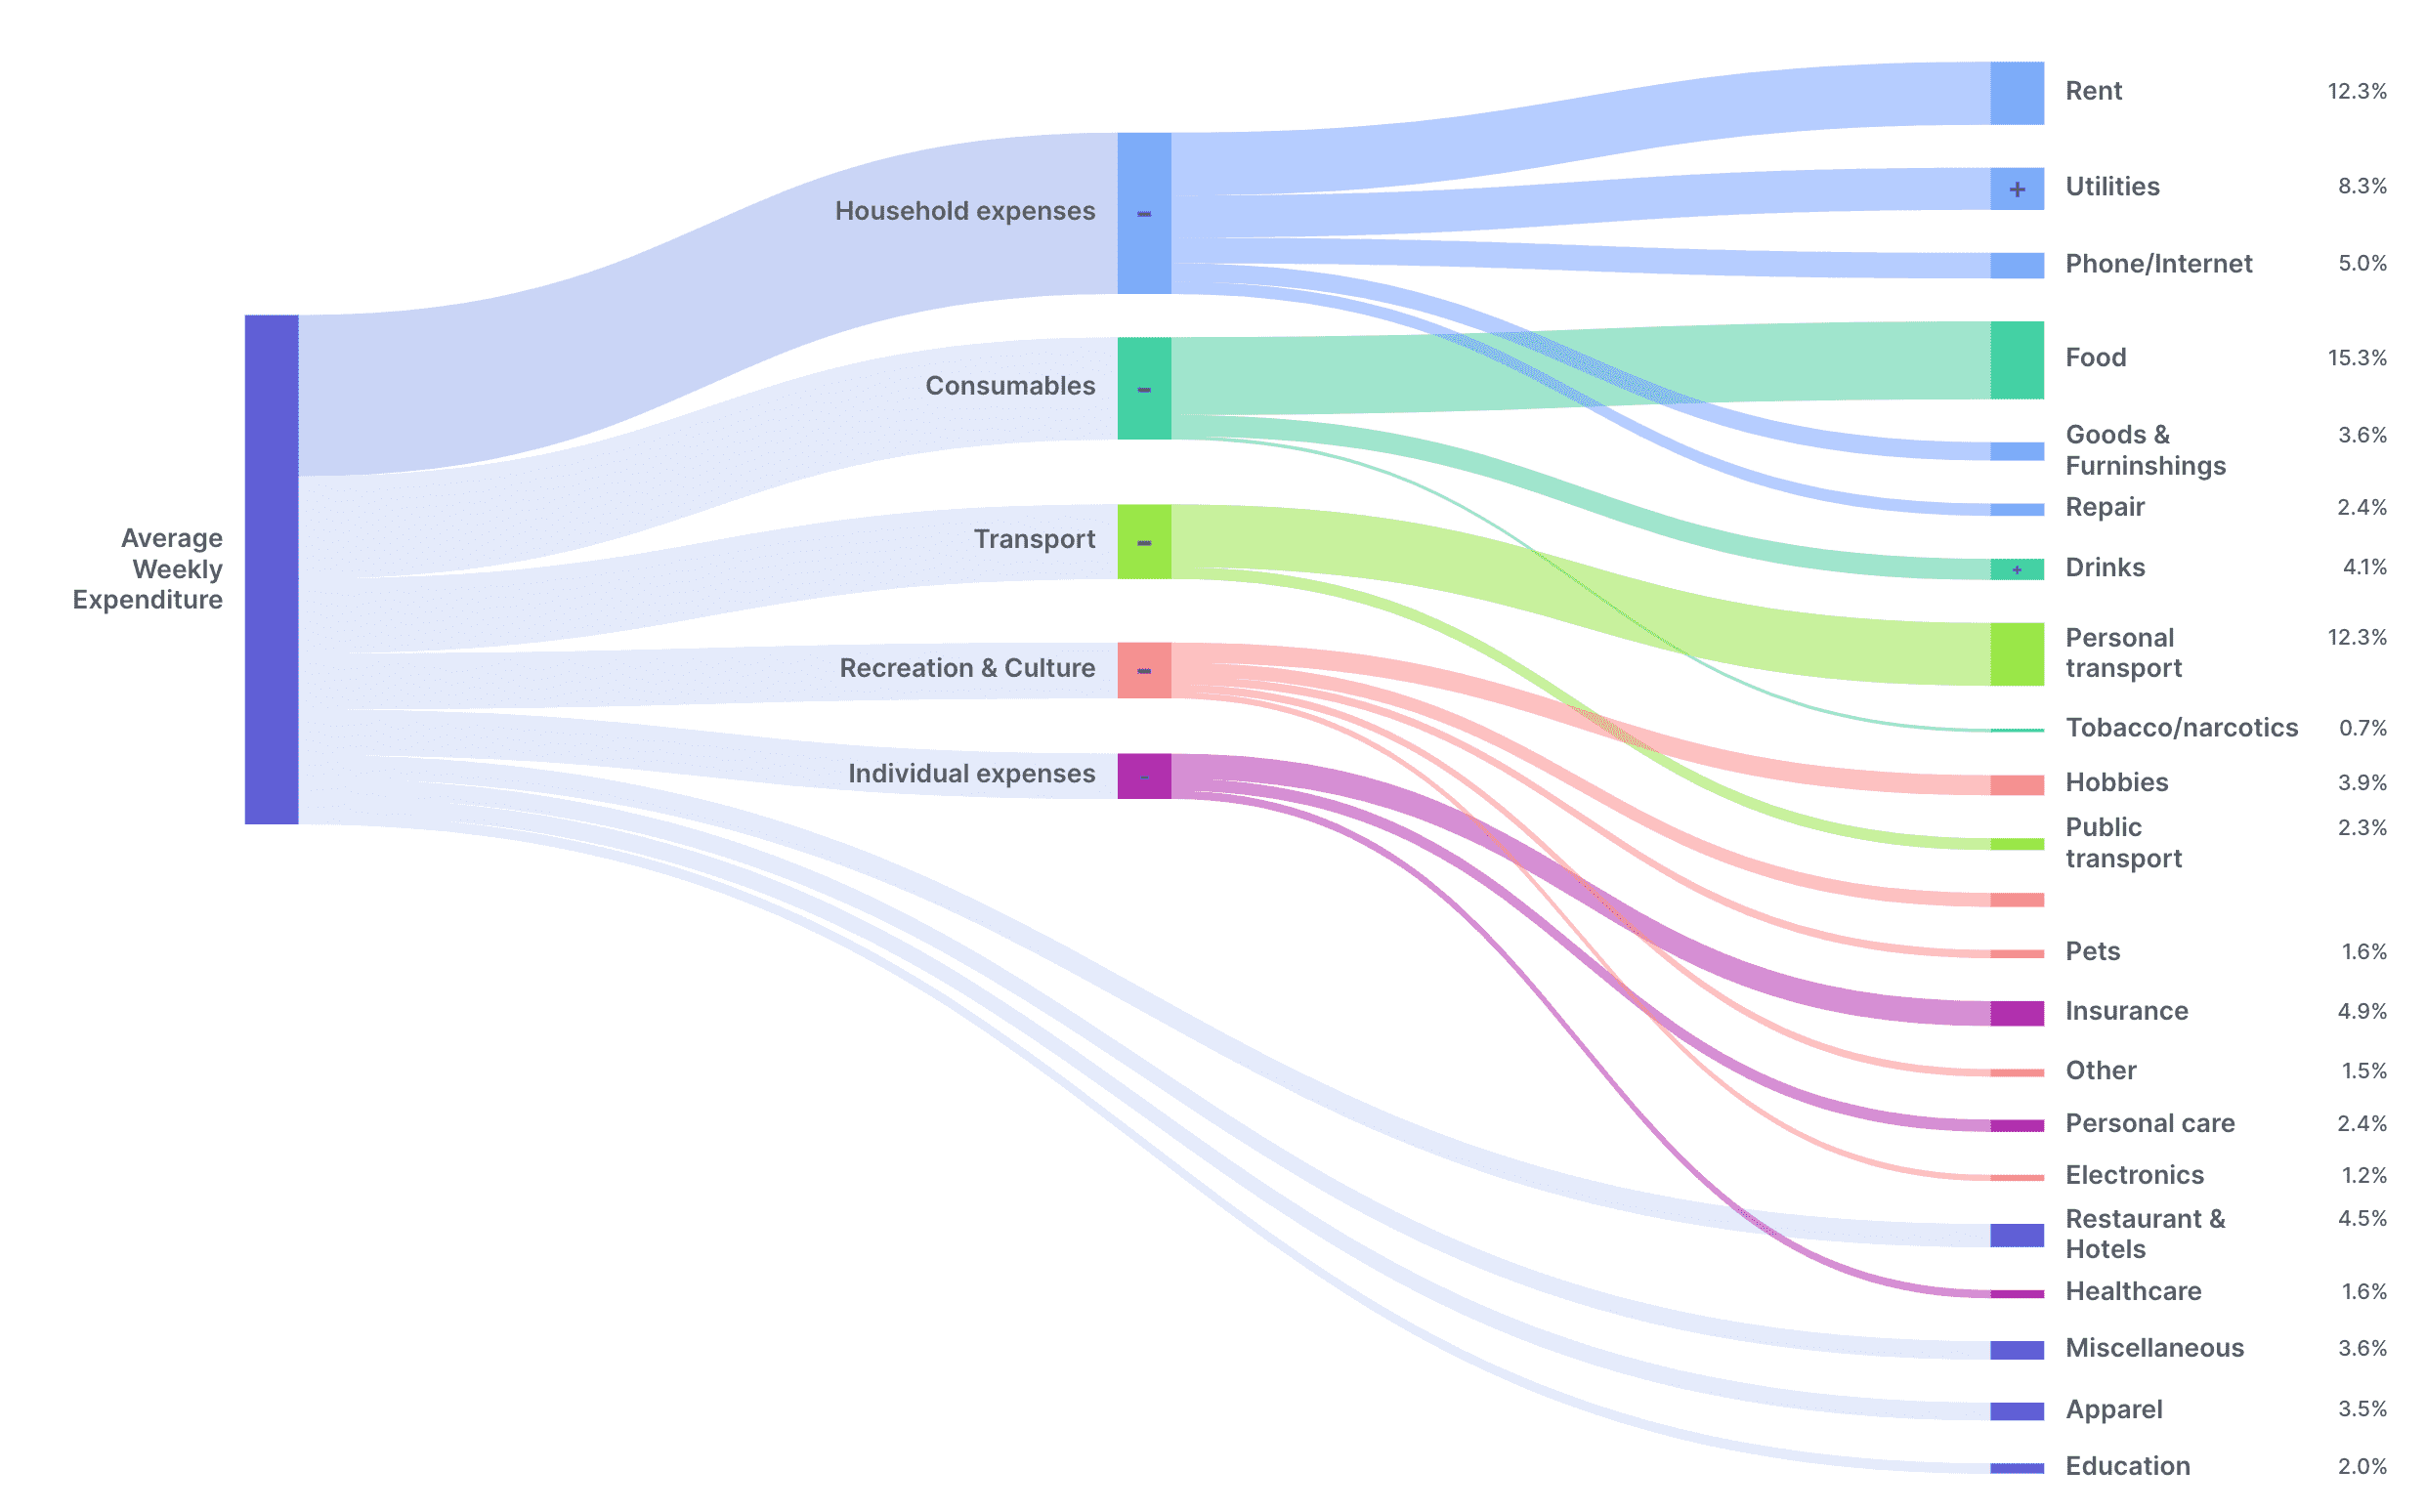 Rent 12.3%
Household expenses
Utilities 8.3%
Phone/Internet 5.0%
Food 15.3%
Consumables
Goods & 3.6%
Furninshings
Repair 2.4%
Average
Weekly
Expenditure
Transport
Drinks 4.1%
Personal 12.3%
transport
Recreation & Culture
Tobacco/narcotics 0.7%
Individual expenses
Hobbies 3.9%
Public 2.3%
transport
Pets 1.6%
Insurance 4.9%
Other 1.5%
Personal care 2.4%
Electronics 1.2%
Restaurant & 4.5%
Hotels
Healthcare 1.6%
Miscellaneous 3.6%
Apparel 3.5%
Education 2.0%